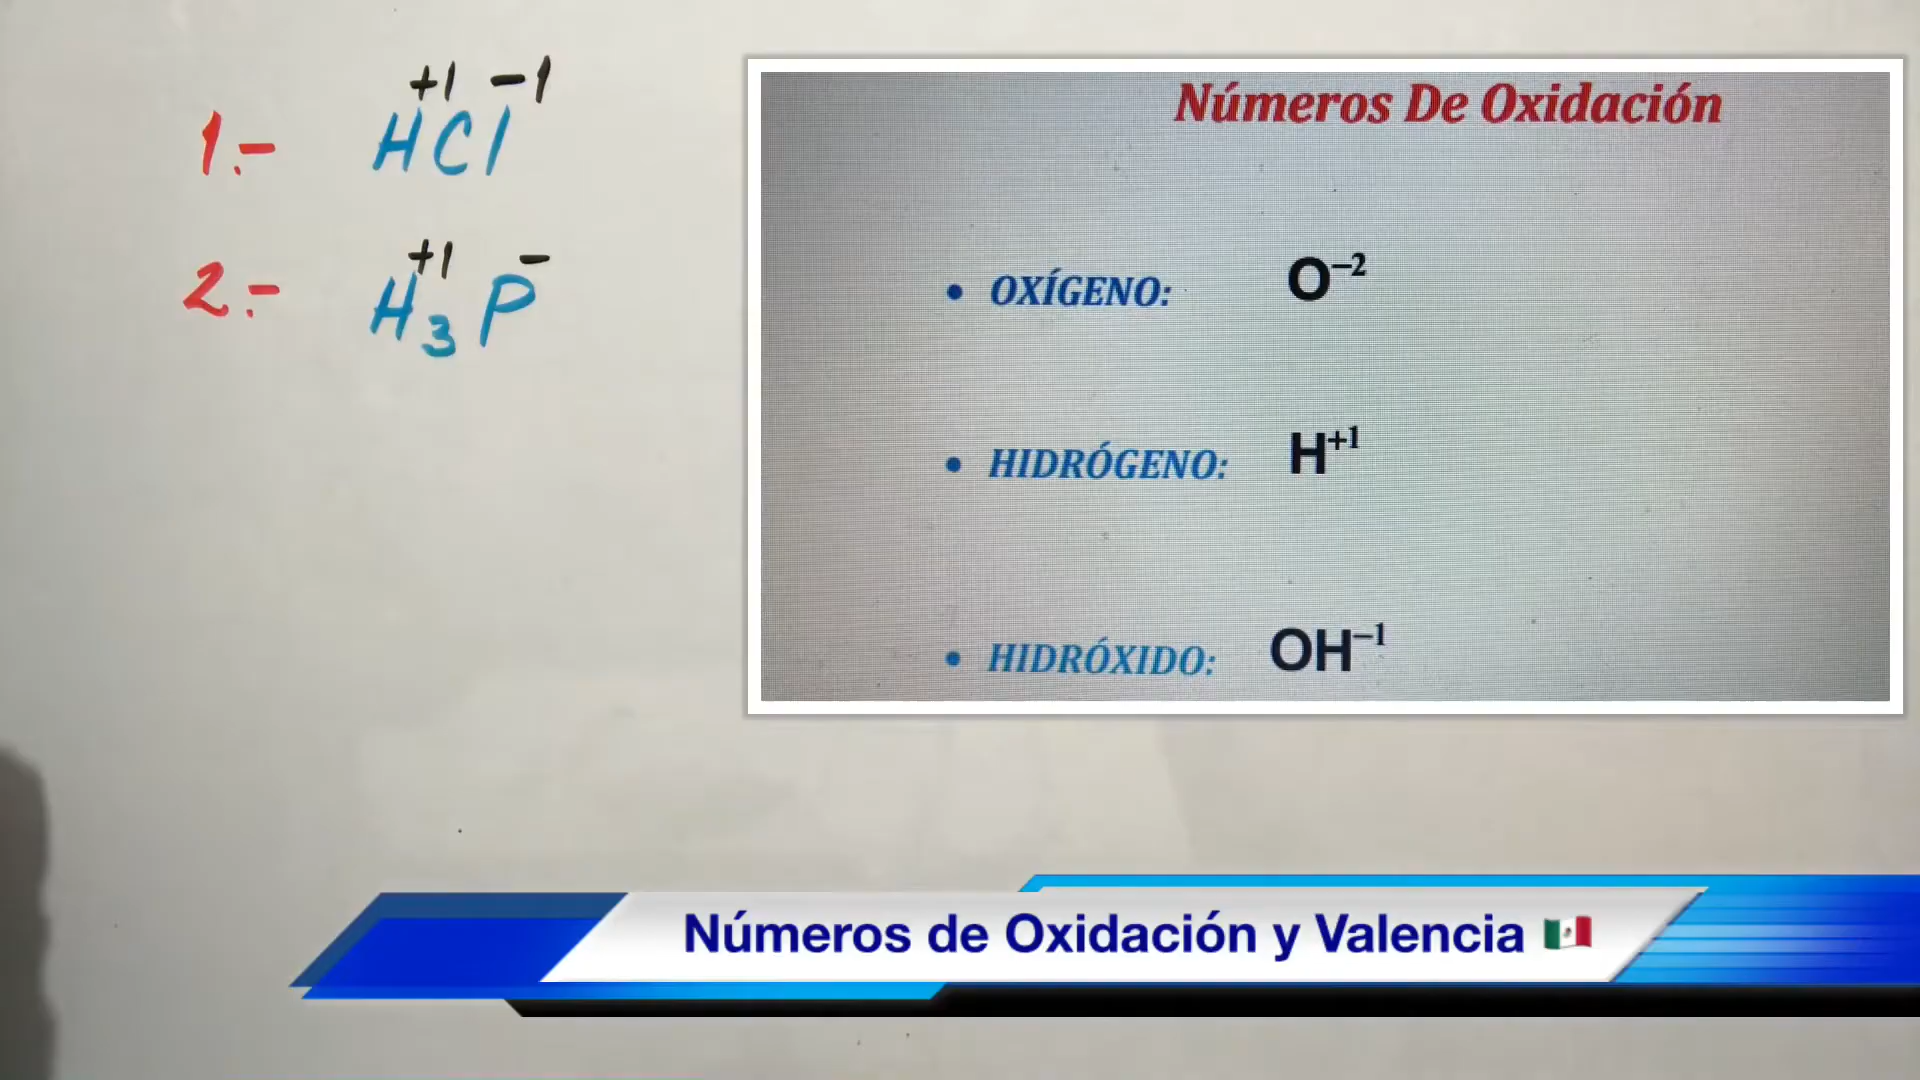 1.- HCl +1 -1
2.- H3P +1 -
Números De Oxidación
• OXÍGENO: O−2
• HIDRÓGENO: H+1
• HIDRÓXIDO: OH−1
Números de Oxidación y Valencia 🇲🇽